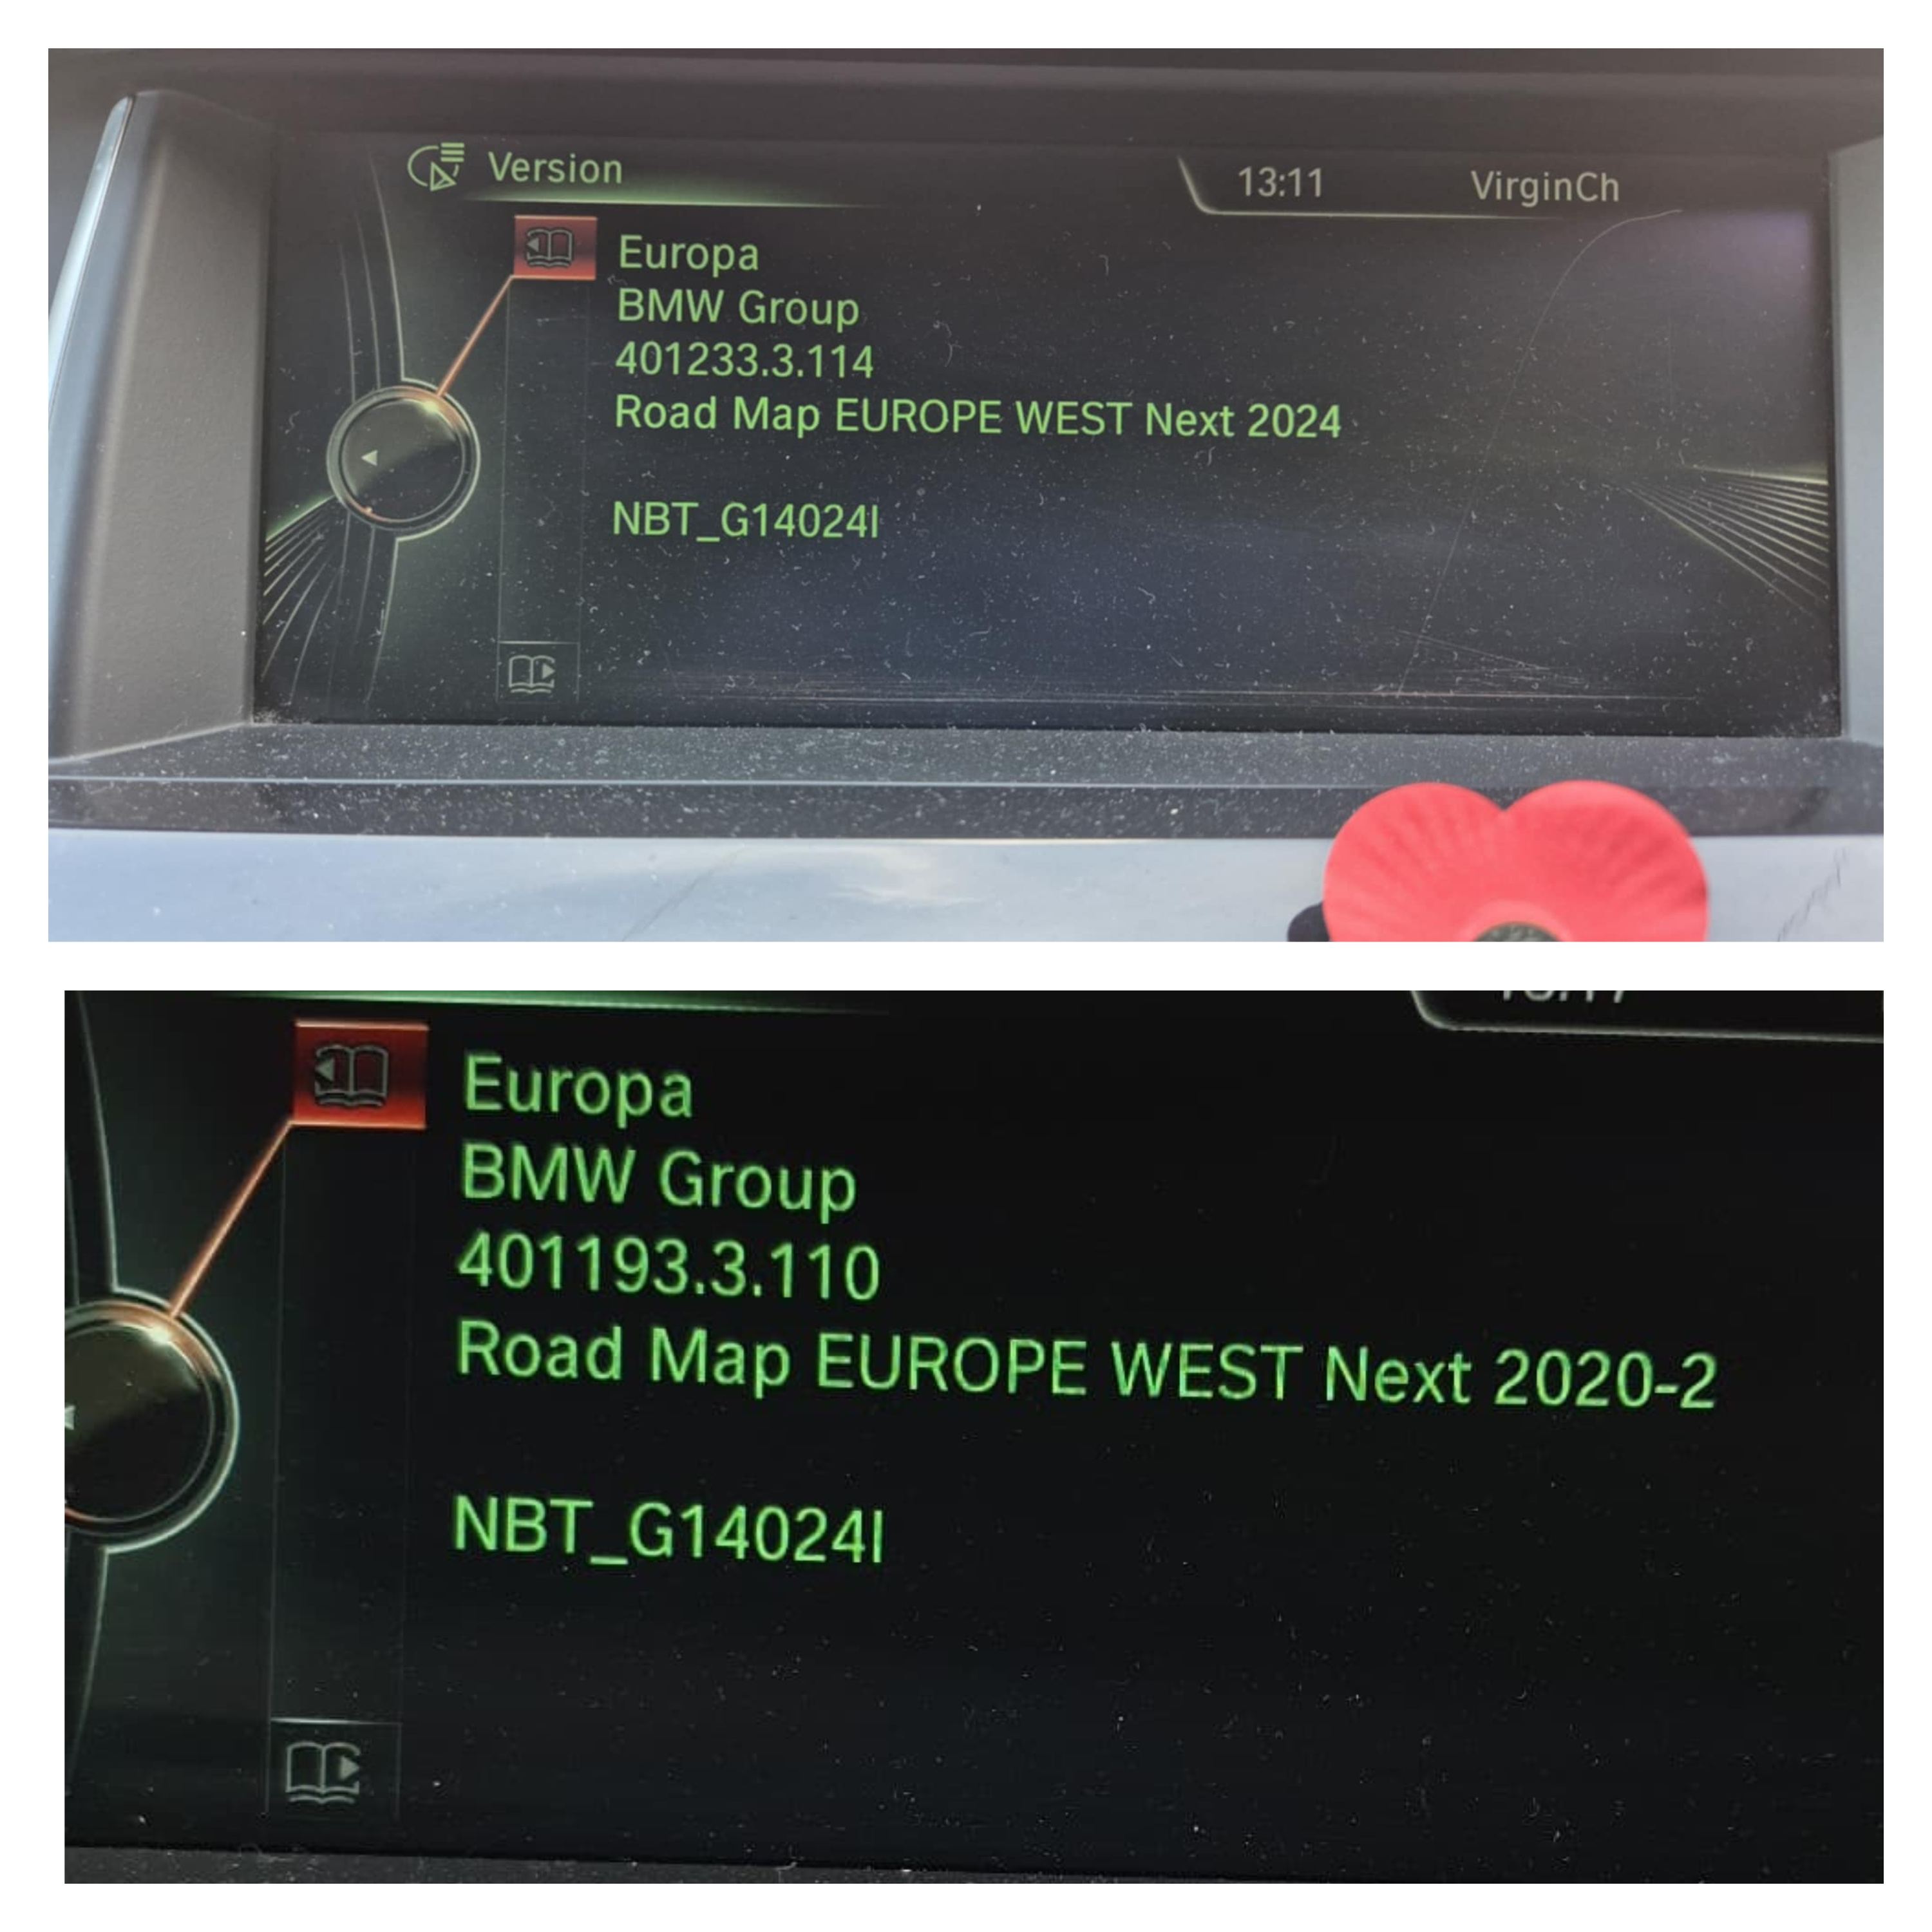 Version
13:11
VirginCh
Europa
BMW Group
401233.3.114
Road Map EUROPE WEST Next 2024
NBT_G14024I
Europa
BMW Group
401193.3.110
Road Map EUROPE WEST Next 2020-2
NBT_G14024I